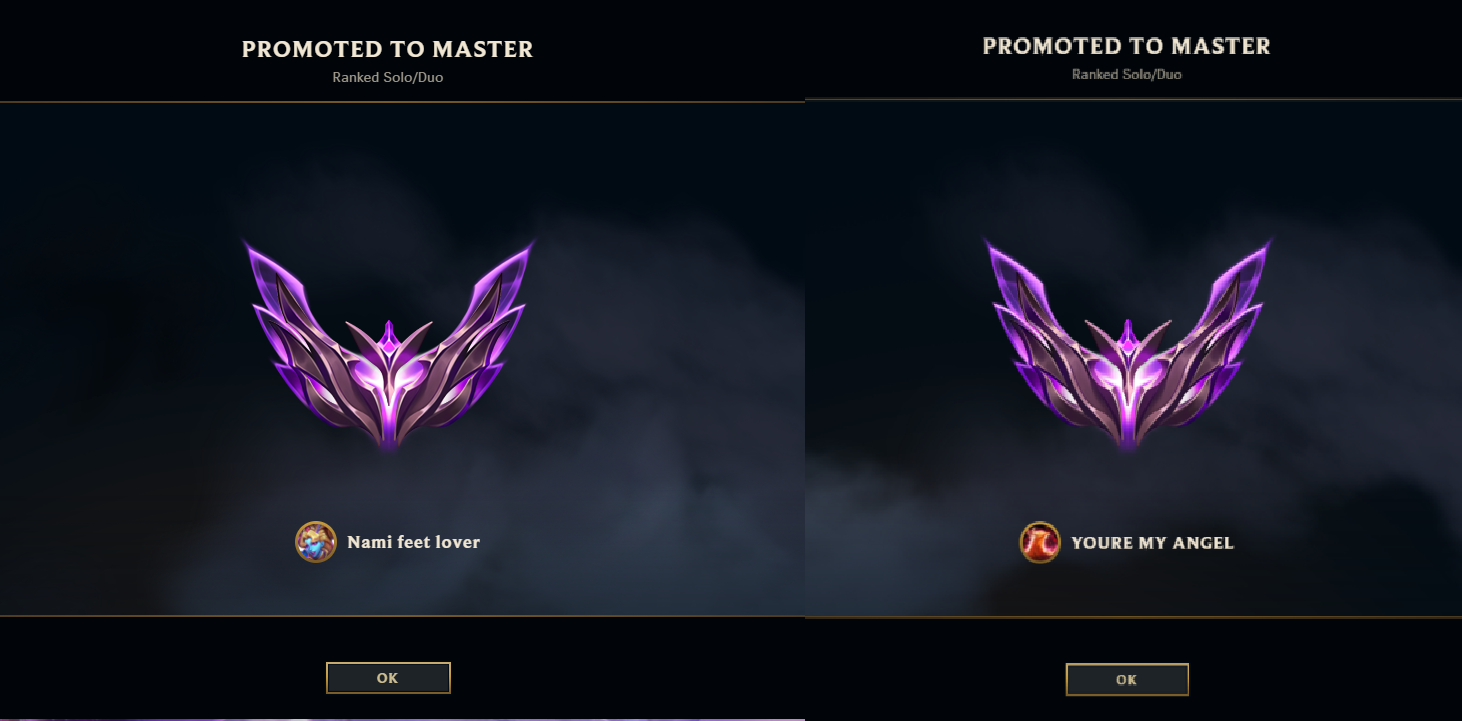 PROMOTED TO MASTER
Ranked Solo/Duo
Nami feet lover
OK
PROMOTED TO MASTER
Ranked Solo/Duo
YOURE MY ANGEL
OK